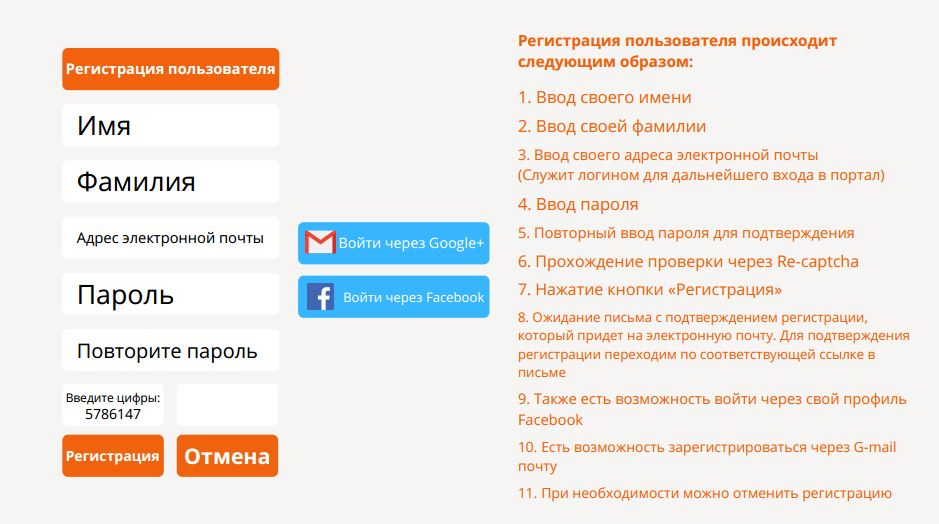 Регистрация пользователя
Имя
Фамилия
Адрес электронной почты
Пароль
Повторите пароль
Введите цифры:
5786147
Регистрация
Отмена
Войти через Google+
Войти через Facebook
Регистрация пользователя происходит
следующим образом:
1. Ввод своего имени
2. Ввод своей фамилии
3. Ввод своего адреса электронной почты
(Служит логином для дальнейшего входа в портал)
4. Ввод пароля
5. Повторный ввод пароля для подтверждения
6. Прохождение проверки через Re-captcha
7. Нажатие кнопки «Регистрация»
8. Ожидание письма с подтверждением регистрации,
который придет на электронную почту. Для подтверждения
регистрации переходим по соответствующей ссылке в
письме
9. Также есть возможность войти через свой профиль
Facebook
10. Есть возможность зарегистрироваться через G-mail
почту
11. При необходимости можно отменить регистрацию